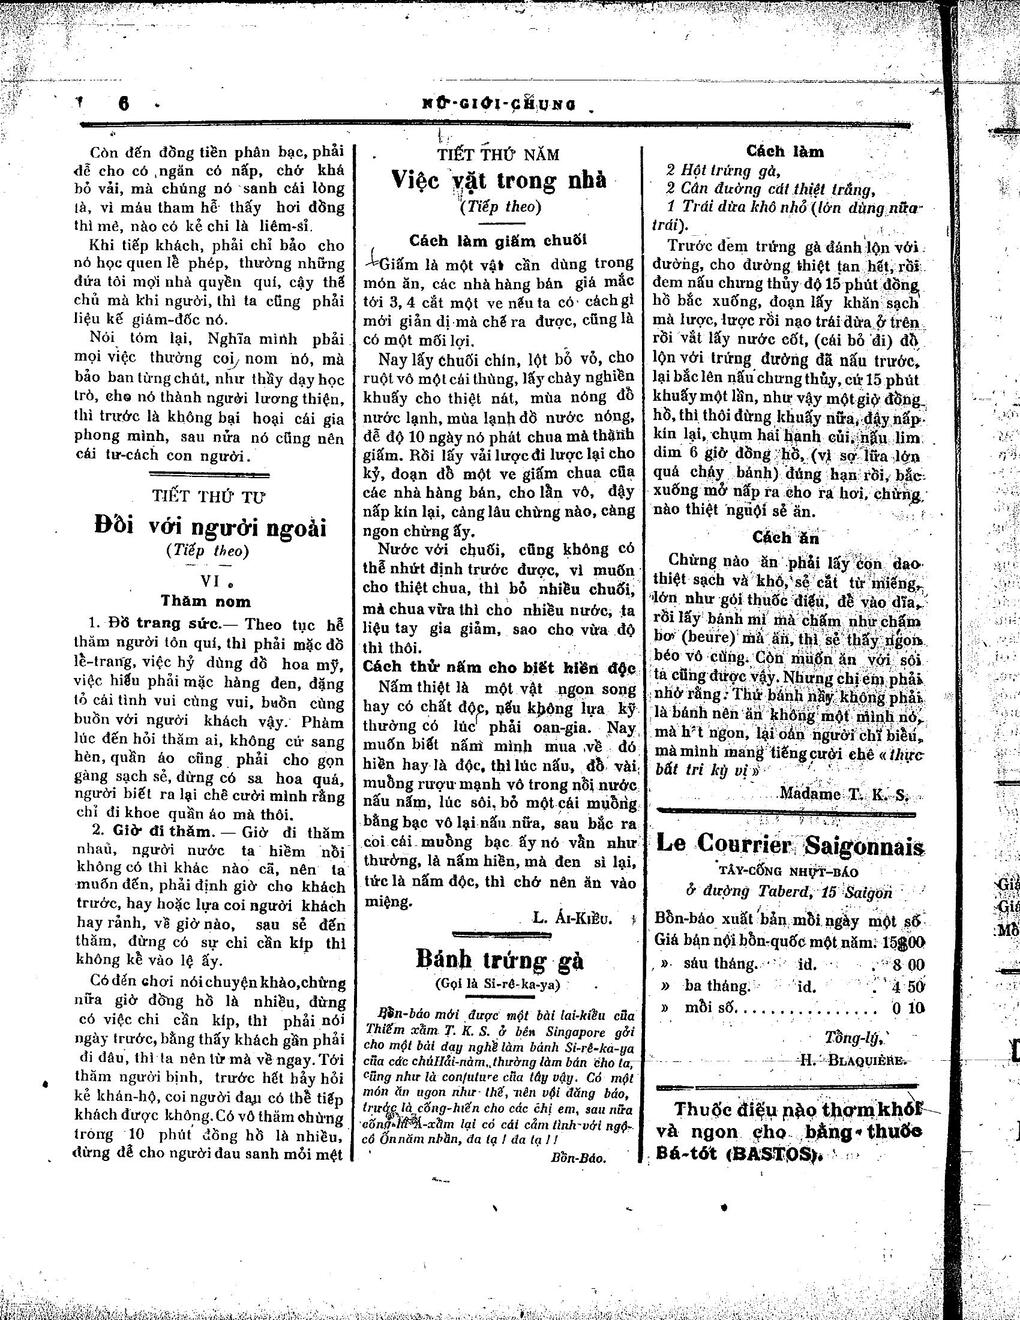 6
NỮ-GIỚI-CHUNG
Còn đến đồng tiền phân bạc, phải
để cho có ngăn có nấp, chớ khá
bỏ vải, mà chúng nó sanh cái lòng
tà, vì máu tham hễ thấy hơi đồng
thì mê, nào có kẻ chi là liêm-sỉ.
Khi tiếp khách, phải chỉ bảo cho
nó học quen lễ phép, thường những
đứa tôi mọi nhà quyền quí, cậy thế
chủ mà khi người, thì ta cũng phải
liệu kế giám-đốc nó.
Nói tóm lại, Nghĩa mình phải
mọi việc thường coi nom nó, mà
bảo ban từng chút, như thầy dạy học
trò, cho nó thành người lương thiện,
thì trước là không bại hoại cái gia
phong mình, sau nửa nó cũng nên
cái tư-cách con người.
TIẾT THỨ TƯ
Đối với người ngoài
(Tiếp theo)
VI
Thăm nom
1. Đồ trang sức.— Theo tục hễ
thăm người tôn quí, thì phải mặc đồ
lễ-trang, việc hỷ dùng đồ hoa mỹ,
việc hiếu phải mặc hàng đen, đặng
tỏ cái tình vui cùng vui, buồn cùng
buồn với người khách vậy. Phàm
lúc đến hỏi thăm ai, không cứ sang
hèn, quần áo cũng phải cho gọn
gàng sạch sẻ, đừng có sa hoa quá,
người biết ra lại chê cười mình rằng
chỉ đi khoe quần áo mà thôi.
2. Giờ đi thăm. — Giờ đi thăm
nhau, người nước ta hiềm nỗi
không có thì khác nào cã, nên ta
muốn đến, phải định giờ cho khách
trước, hay hoặc lựa coi người khách
hay rảnh, về giờ nào, sau sẻ đến
thăm, đừng có sự chi cần kíp thì
không kể vào lệ ấy.
Có đến chơi nói chuyện khảo, chừng
nửa giờ đồng hồ là nhiều, đừng
có việc chi cần kíp, thì phải nói
ngày trước, bằng thấy khách gần phải
đi đâu, thì ta nên từ mà về ngay. Tới
thăm người bịnh, trước hết hảy hỏi
kẻ khán-hộ, coi người đau có thể tiếp
khách được không. Có vô thăm chừng
trong 10 phút đồng hồ là nhiều,
đừng để cho người đau sanh mỏi mệt
TIẾT THỨ NĂM
Việc vặt trong nhà
(Tiếp theo)
Cách làm giấm chuối
Giấm là một vật cần dùng trong
món ăn, các nhà hàng bán giá mắc
tới 3, 4 cắt một ve nếu ta có cách gì
mới giản dị mà chế ra được, cũng là
có một mối lợi.
Nay lấy chuối chín, lột bỏ vỏ, cho
ruột vô một cái thùng, lấy chày nghiền
khuấy cho thiệt nát, mùa nóng đỗ
nước lạnh, mùa lạnh đỗ nước nóng,
để độ 10 ngày nó phát chua mà thành
giấm. Rồi lấy vải lược đi lược lại cho
kỷ, đoạn đỗ một ve giấm chua của
các nhà hàng bán, cho lần vô, đậy
nấp kín lại, càng lâu chừng nào, càng
ngon chừng ấy.
Nước với chuối, cũng không có
thể nhứt định trước được, vì muốn
cho thiệt chua, thì bỏ nhiều chuối,
mà chua vừa thì cho nhiều nước, ta
liệu tay gia giảm, sao cho vừa độ
thì thôi.
Cách thử nấm cho biết hiền độc
Nấm thiệt là một vật ngon song
hay có chất độc, nếu không lựa kỹ
thường có lúc phải oan-gia. Nay
muốn biết nấm mình mua về đó
hiền hay là độc, thì lúc nấu, đỗ vài
muồng rượu mạnh vô trong nồi nước
nấu nấm, lúc sôi, bỏ một cái muồng
bằng bạc vô lại nấu nữa, sau bắc ra
coi cái muồng bạc ấy nó vẫn như
thường, là nấm hiền, mà đen sì lại,
tức là nấm độc, thì chớ nên ăn vào
miệng.
L. ÁI-KIỀU.
Bánh trứng gà
(Gọi là Si-rê-ka-ya)
Bồn-báo mới được một bài lai-kiều của
Thiếm xằm T. K. S. ở bên Singapore gởi
cho một bài dạy nghề làm bánh Si-rê-ka-ya
của các chú Hải-nàm, thường làm bán cho ta,
cũng như là confuture của tây vậy. Có một
món ăn ngon như thế, nên vội đăng báo,
trước là cống-hiến cho các chị em, sau nữa
lại có cái cảm tình với ngộ-
có Ổn năm nhần, đa tạ ! đa tạ ! !
Bồn-Báo.
Cách làm
2 Hột trứng gà,
2 Cân đường cát thiệt trắng,
1 Trái dừa khô nhỏ (lớn dùng nữa
trái).
Trước đem trứng gà đánh lộn với
đường, cho đường thiệt tan hết, rồi
đem nấu chưng thủy độ 15 phút đồng
hồ bắc xuống, đoạn lấy khăn sạch
mà lược, lược rồi nạo trái dừa ở trên
rồi vắt lấy nước cốt, (cái bỏ đi) đỗ
lộn với trứng đường đã nấu trước,
lại bắc lên nấu chưng thủy, cứ 15 phút
khuấy một lần, như vậy một giờ đồng
hồ, thì thôi đừng khuấy nữa, đậy nắp
kín lại, chụm hai hạnh củi, nấu lim
dim 6 giờ đồng hồ, (vì sợ lửa lớn
quá cháy bánh) đúng hạn rồi, bắc
xuống mở nấp ra cho ra hơi, chừng
nào thiệt nguội sẻ ăn.
Cách ăn
Chừng nào ăn phải lấy con dao
thiệt sạch và khô, sẻ cắt từ miếng,
lớn như gói thuốc điếu, để vào dĩa,
rồi lấy bánh mì mà chấm như chấm
bơ (beure) mà ăn, thì sẻ thấy ngon
béo vô cùng. Còn muốn ăn với sôi
ta cũng được vậy. Nhưng chị em phải
nhớ rằng: Thứ bánh nầy không phải
là bánh nên ăn không một mình nó,
mà hết ngon, lại oán người chĩ biểu,
mà mình mang tiếng cười chê « thực
bất tri kỳ vị »
Madame T. K. S.
Le Courrier Saigonnais
TÂY-CỐNG NHỰT-BÁO
ở đường Taberd, 15 Saigon
Bồn-báo xuất bản mỗi ngày một số
Giá bán nội bồn-quốc một năm. 15$00
» sáu tháng. id. . 8 00
» ba tháng. id. . 4 50
» mỗi số. . . . . . . . . . . . . . . 0 10
Tổng-lý,
H. BLAQUIÈRE.
Thuốc điếu nào thơm khói
và ngon cho bằng thuốc
Bá-tót (BASTOS).